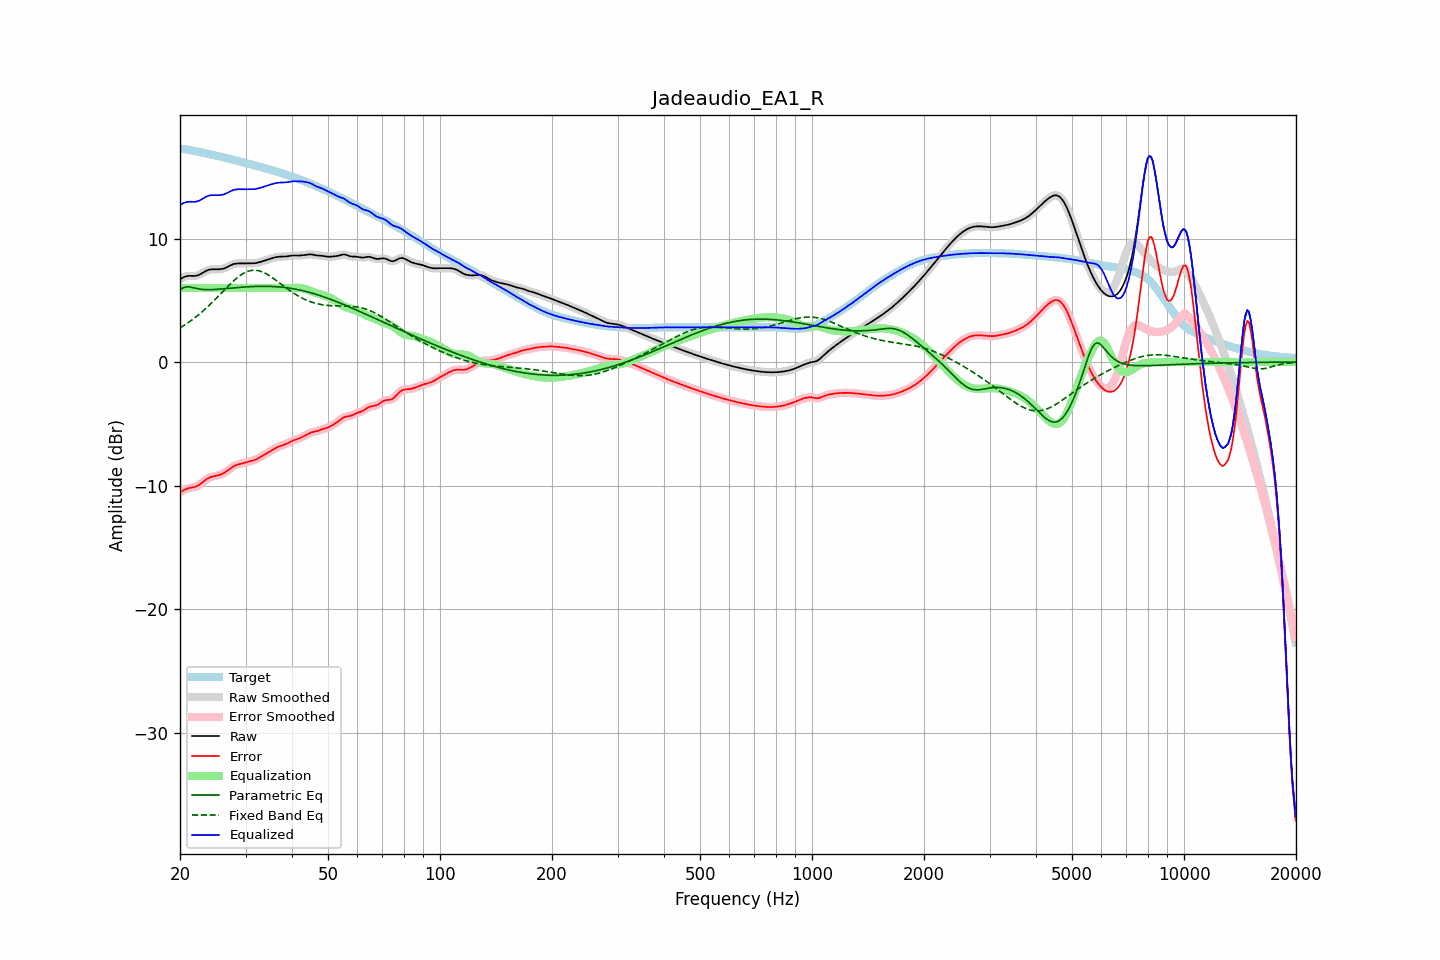 Jadeaudio_EA1_R
Amplitude (dBr)
10
0
−10
−20
−30
Target
Raw Smoothed
Error Smoothed
Raw
Error
Equalization
Parametric Eq
Fixed Band Eq
Equalized
20 50 100 200 500 1000 2000 5000 10000 20000
Frequency (Hz)